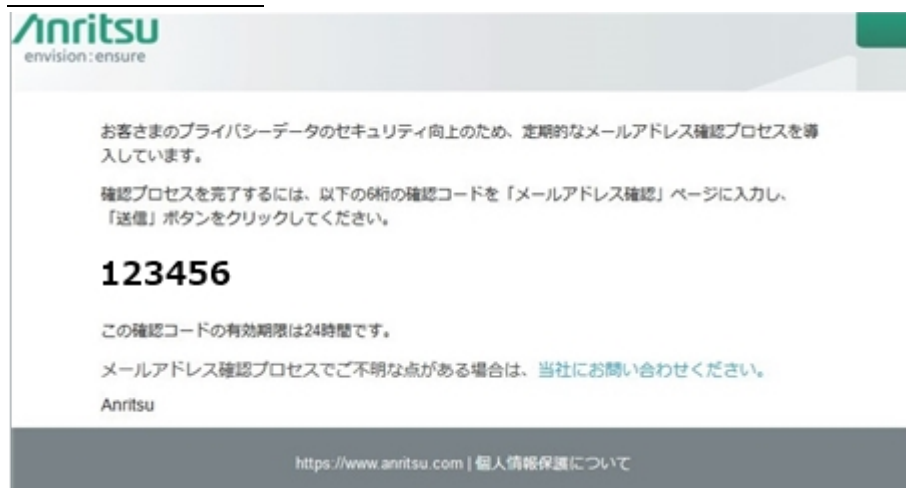 Anritsu
envision:ensure
お客さまのプライバシーデータのセキュリティ向上のため、定期的なメールアドレス確認プロセスを導
入しています。
確認プロセスを完了するには、以下の6桁の確認コードを「メールアドレス確認」ページに入力し、
「送信」ボタンをクリックしてください。
123456
この確認コードの有効期限は24時間です。
メールアドレス確認プロセスでご不明な点がある場合は、当社にお問い合わせください。
Anritsu
https://www.anritsu.com | 個人情報保護について